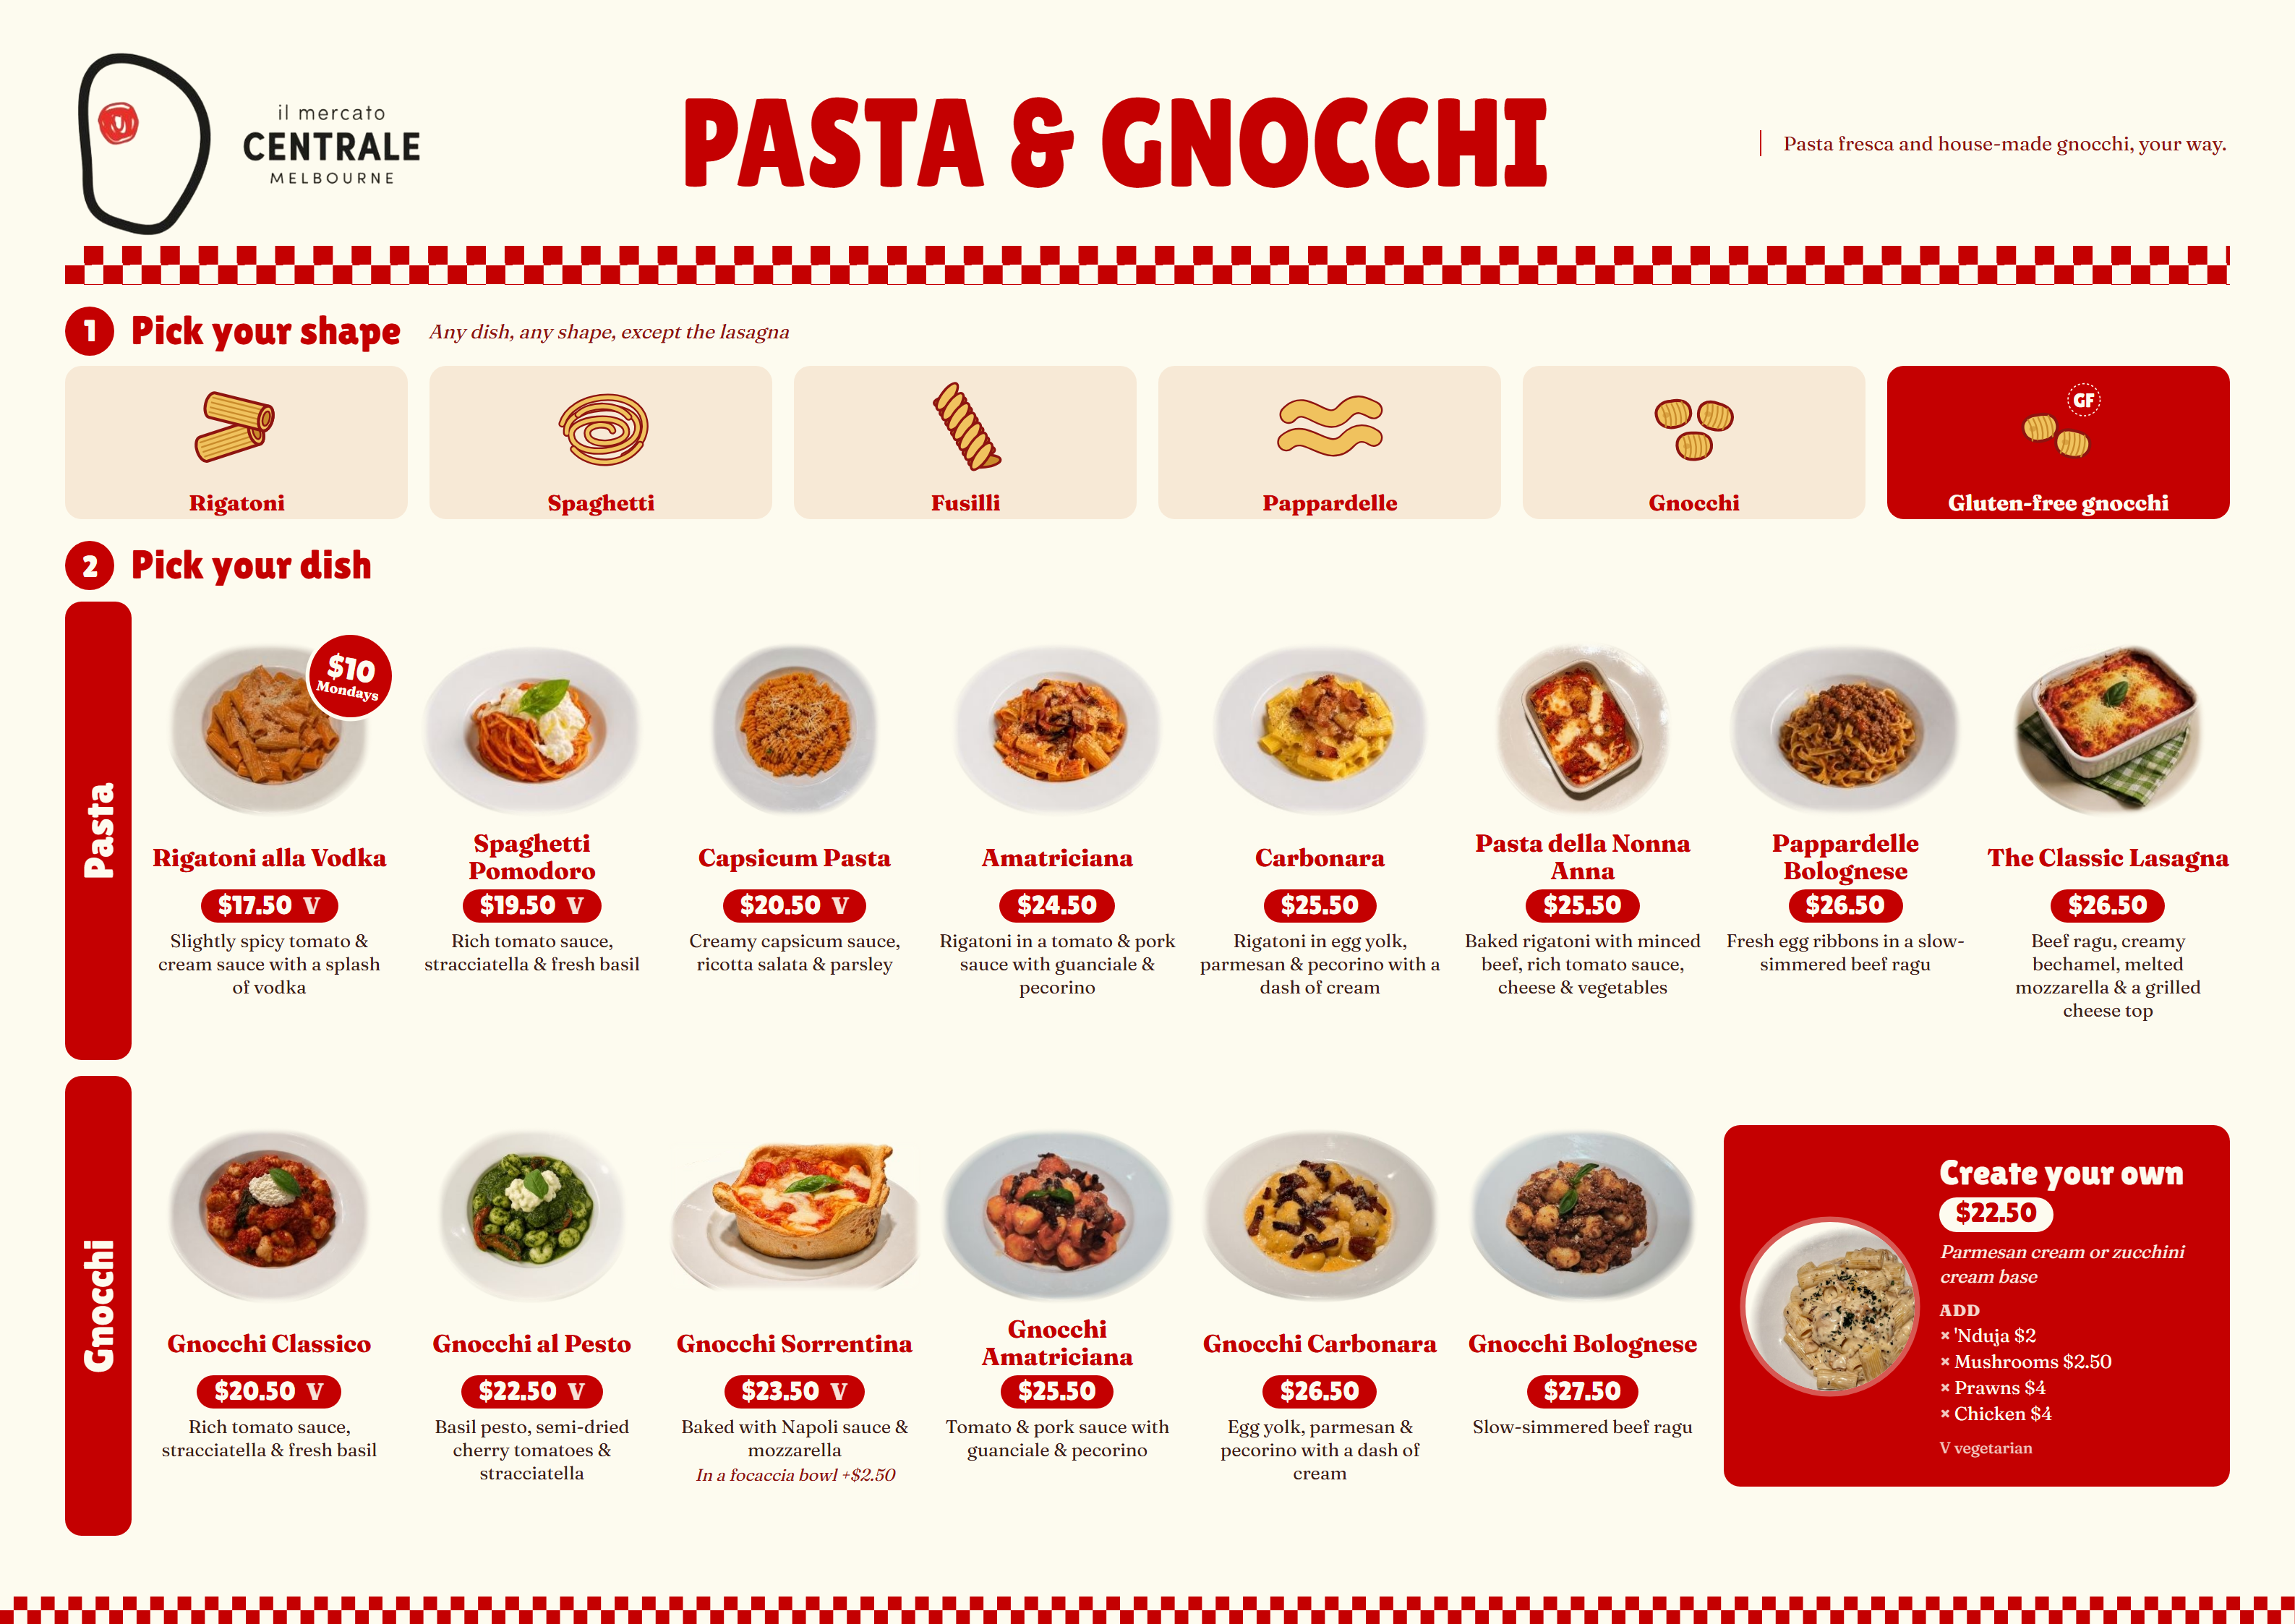 il mercato
CENTRALE
MELBOURNE
PASTA & GNOCCHI
Pasta fresca and house-made gnocchi, your way.
1 Pick your shape Any dish, any shape, except the lasagna
Rigatoni
Spaghetti
Fusilli
Pappardelle
Gnocchi
GF
Gluten-free gnocchi
2 Pick your dish
Pasta
$10
Mondays
Rigatoni alla Vodka
$17.50 V
Slightly spicy tomato &
cream sauce with a splash
of vodka
Spaghetti
Pomodoro
$19.50 V
Rich tomato sauce,
stracciatella & fresh basil
Capsicum Pasta
$20.50 V
Creamy capsicum sauce,
ricotta salata & parsley
Amatriciana
$24.50
Rigatoni in a tomato & pork
sauce with guanciale &
pecorino
Carbonara
$25.50
Rigatoni in egg yolk,
parmesan & pecorino with a
dash of cream
Pasta della Nonna
Anna
$25.50
Baked rigatoni with minced
beef, rich tomato sauce,
cheese & vegetables
Pappardelle
Bolognese
$26.50
Fresh egg ribbons in a slow-
simmered beef ragu
The Classic Lasagna
$26.50
Beef ragu, creamy
bechamel, melted
mozzarella & a grilled
cheese top
Gnocchi
Gnocchi Classico
$20.50 V
Rich tomato sauce,
stracciatella & fresh basil
Gnocchi al Pesto
$22.50 V
Basil pesto, semi-dried
cherry tomatoes &
stracciatella
Gnocchi Sorrentina
$23.50 V
Baked with Napoli sauce &
mozzarella
In a focaccia bowl +$2.50
Gnocchi
Amatriciana
$25.50
Tomato & pork sauce with
guanciale & pecorino
Gnocchi Carbonara
$26.50
Egg yolk, parmesan &
pecorino with a dash of
cream
Gnocchi Bolognese
$27.50
Slow-simmered beef ragu
Create your own
$22.50
Parmesan cream or zucchini
cream base
ADD
× 'Nduja $2
× Mushrooms $2.50
× Prawns $4
× Chicken $4
V vegetarian